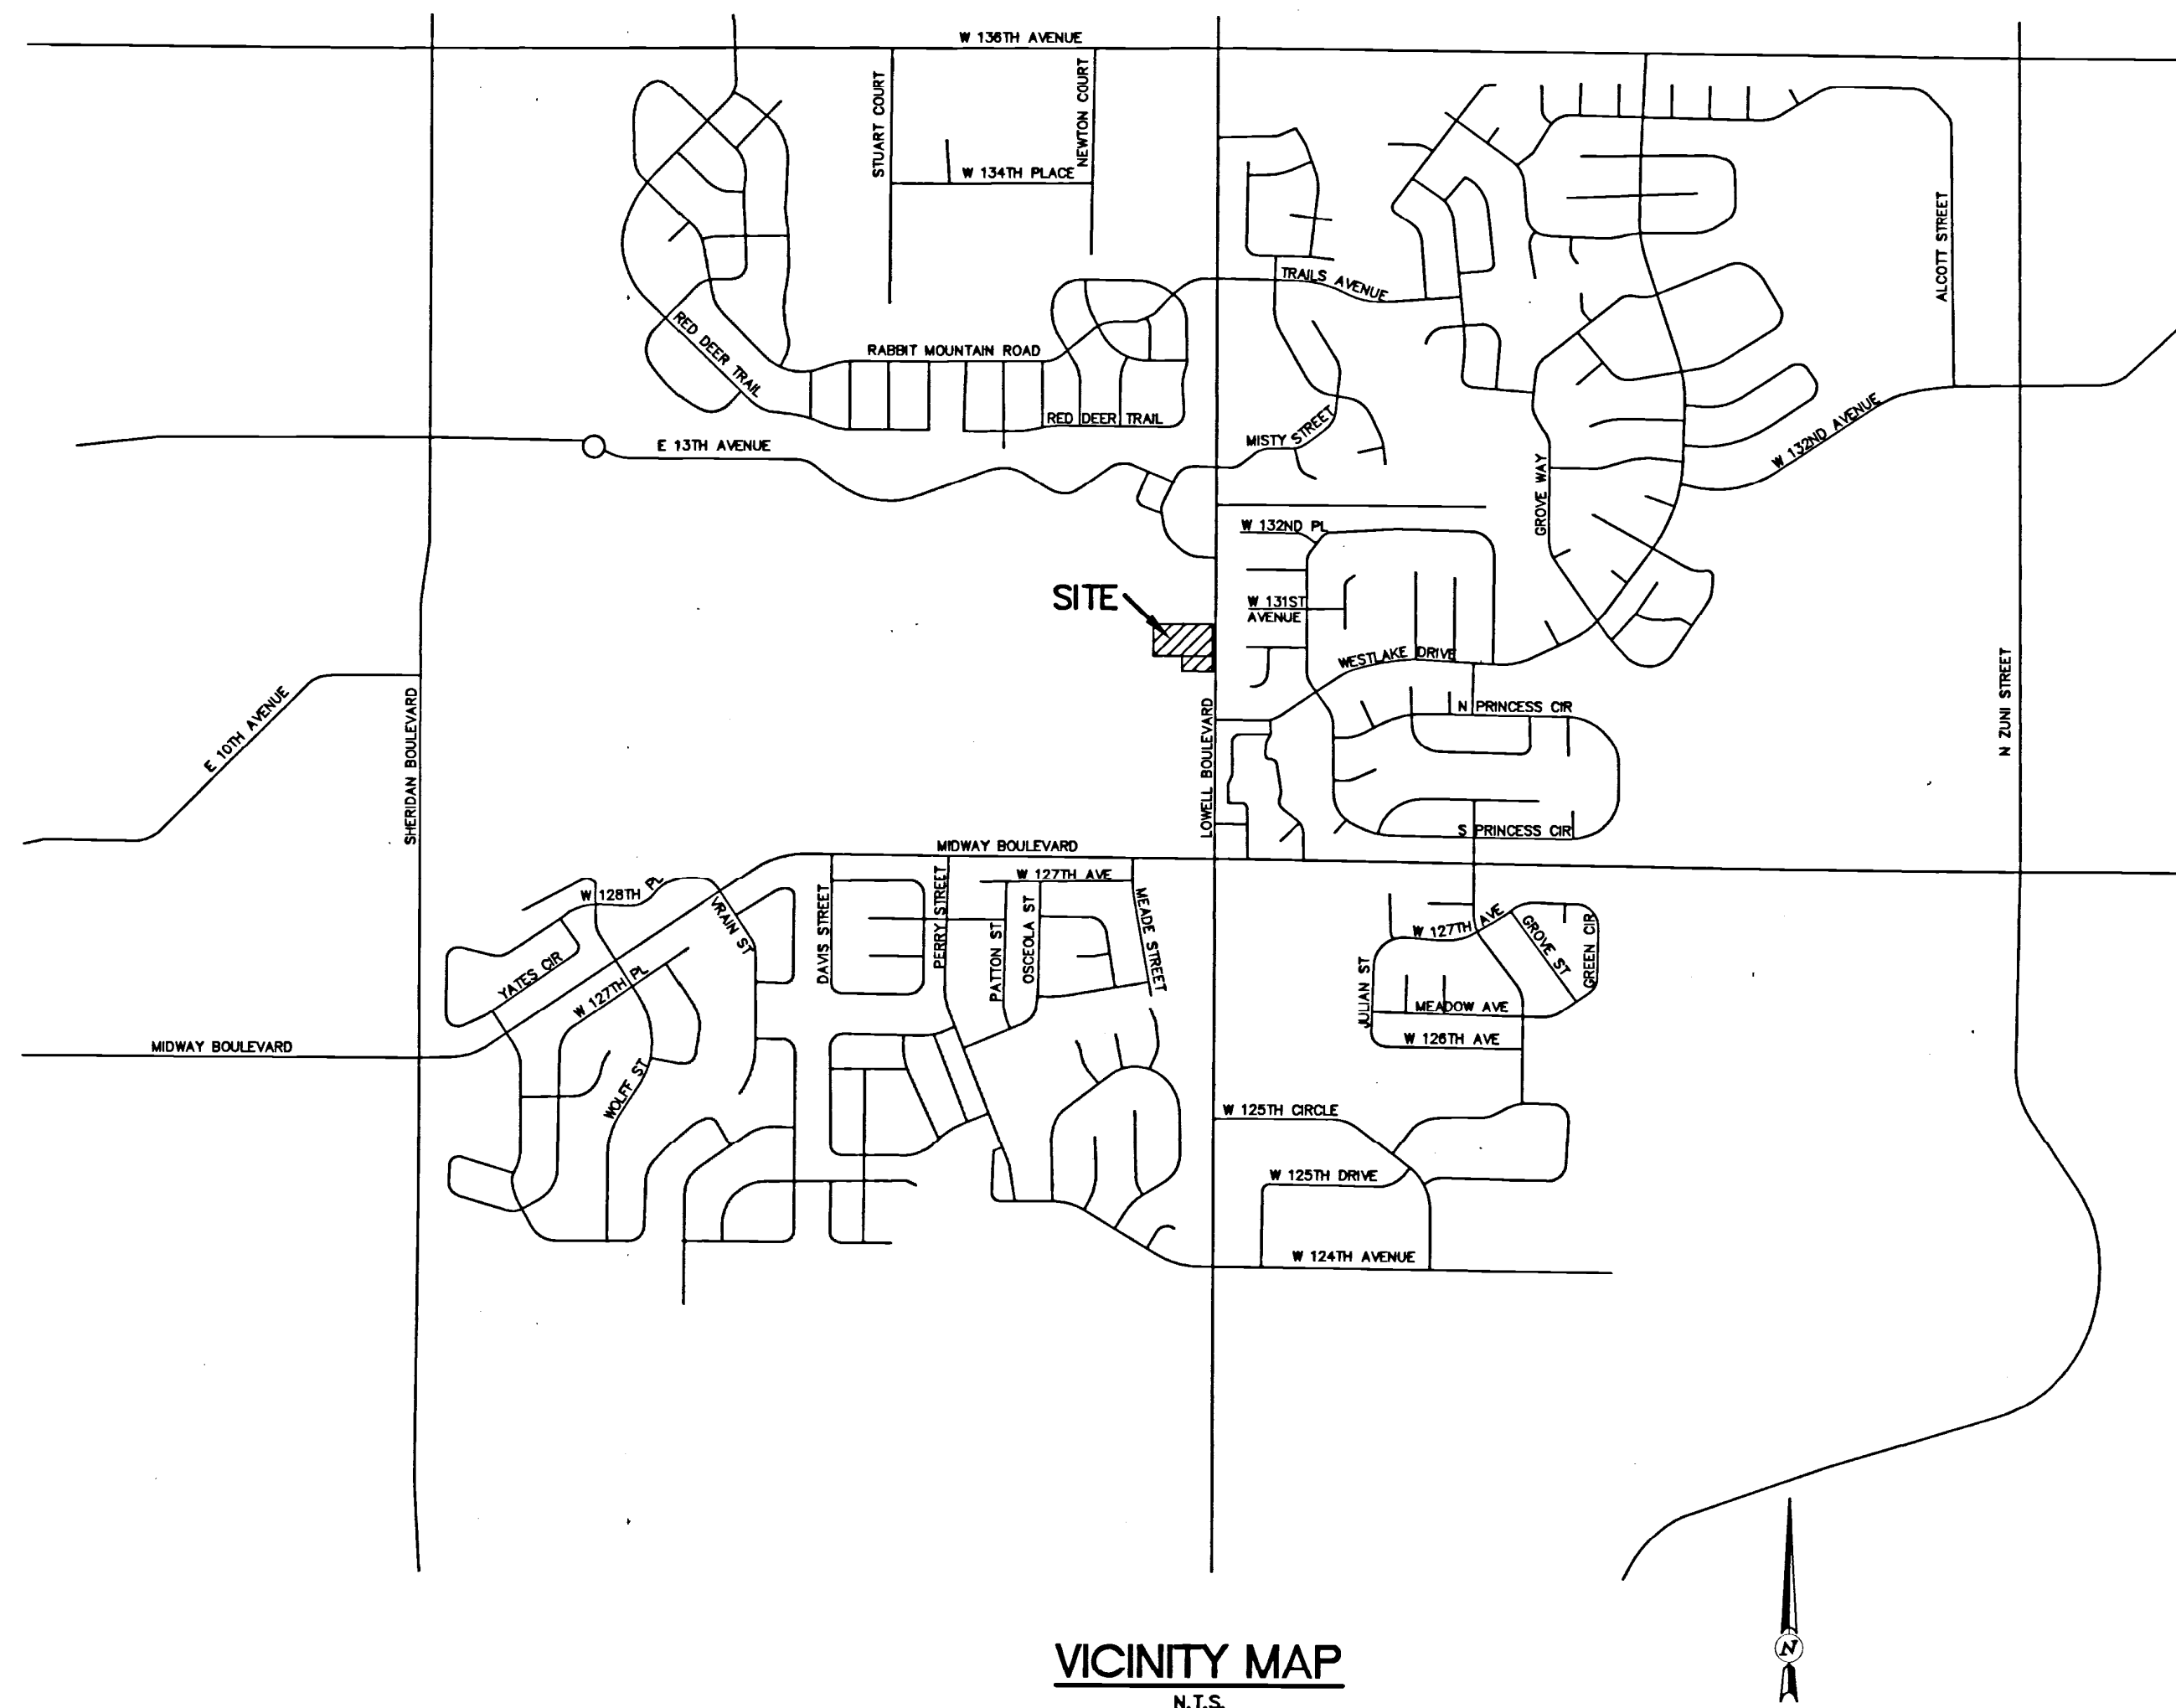 W 136TH AVENUE
STUART COURT
NEWTON COURT
W 134TH PLACE
ALCOTT STREET
TRAILS AVENUE
RED DEER TRAIL
RABBIT MOUNTAIN ROAD
RED DEER TRAIL
MISTY STREET
W 132ND AVENUE
E 13TH AVENUE
GROVE WAY
W 132ND PL
SITE
W 131ST
AVENUE
WESTLAKE DRIVE
N ZUNI STREET
E 10TH AVENUE
SHERIDAN BOULEVARD
LOWELL BOULEVARD
N PRINCESS CIR
S PRINCESS CIR
MIDWAY BOULEVARD
W 128TH PL
VRAIN ST
DAVIS STREET
PERRY STREET
W 127TH AVE
PATTON ST
OSCEOLA ST
MEADE STREET
W 127TH AVE
GROVE ST
GREEN CIR
YATES CIR
W 127TH PL
JULIAN ST
MEADOW AVE
W 126TH AVE
MIDWAY BOULEVARD
WOLFF ST
W 125TH CIRCLE
W 125TH DRIVE
W 124TH AVENUE
VICINITY MAP
N.T.S.
N